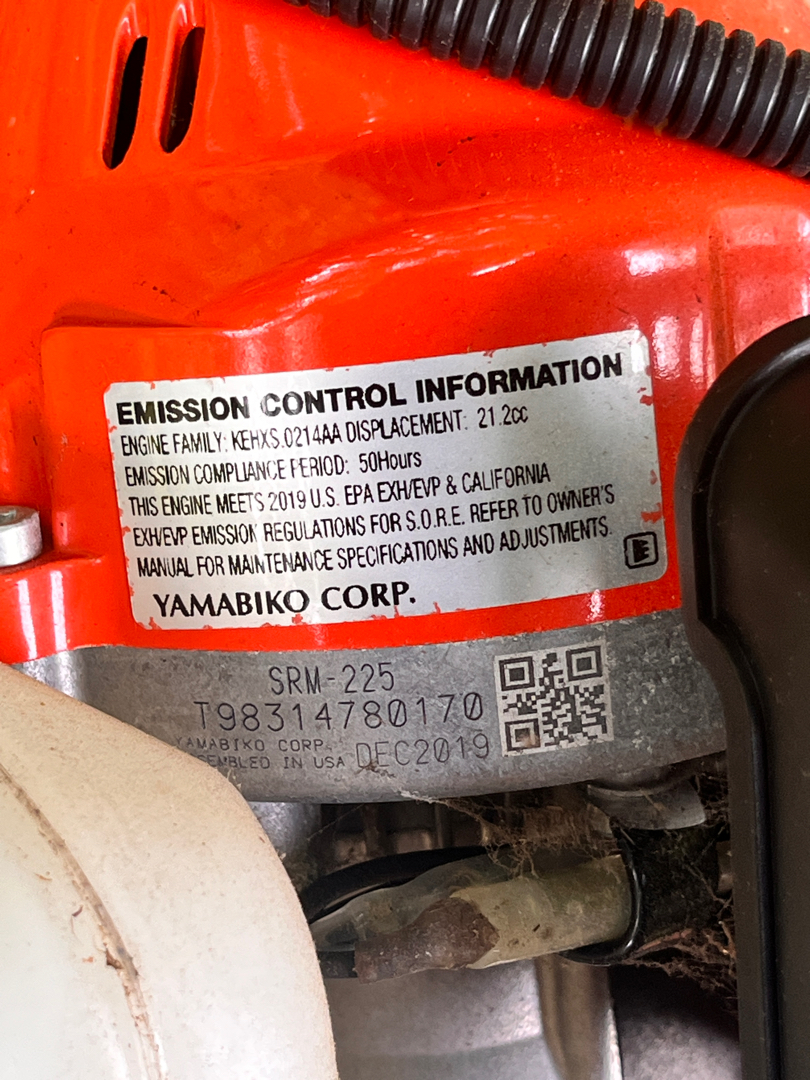 EMISSION CONTROL INFORMATION
ENGINE FAMILY: KEHXS.0214AA DISPLACEMENT: 21.2cc
EMISSION COMPLIANCE PERIOD: 50Hours
THIS ENGINE MEETS 2019 U.S. EPA EXH/EVP & CALIFORNIA
EXH/EVP EMISSION REGULATIONS FOR S.O.R.E. REFER TO OWNER'S
MANUAL FOR MAINTENANCE SPECIFICATIONS AND ADJUSTMENTS.
YAMABIKO CORP.
SRM-225
T98314780170
YAMABIKO CORP. DEC2019
IN USA